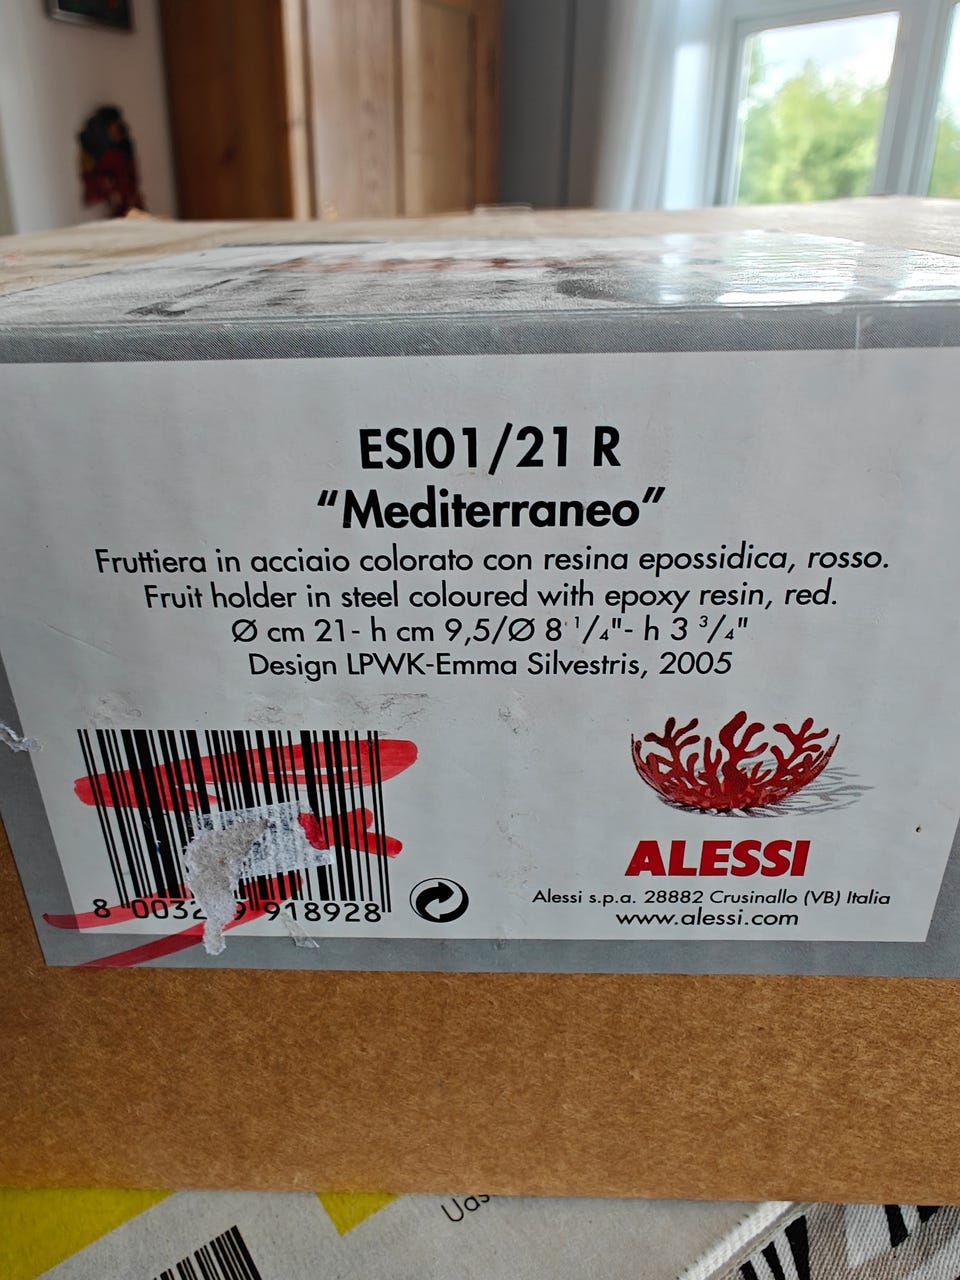 ESI01/21 R
“Mediterraneo”
Fruttiera in acciaio colorato con resina epossidica, rosso.
Fruit holder in steel coloured with epoxy resin, red.
Ø cm 21- h cm 9,5/Ø 8 ¹/₄"- h 3 ³/₄"
Design LPWK-Emma Silvestris, 2005
ALESSI
Alessi s.p.a. 28882 Crusinallo (VB) Italia
www.alessi.com
8 918928